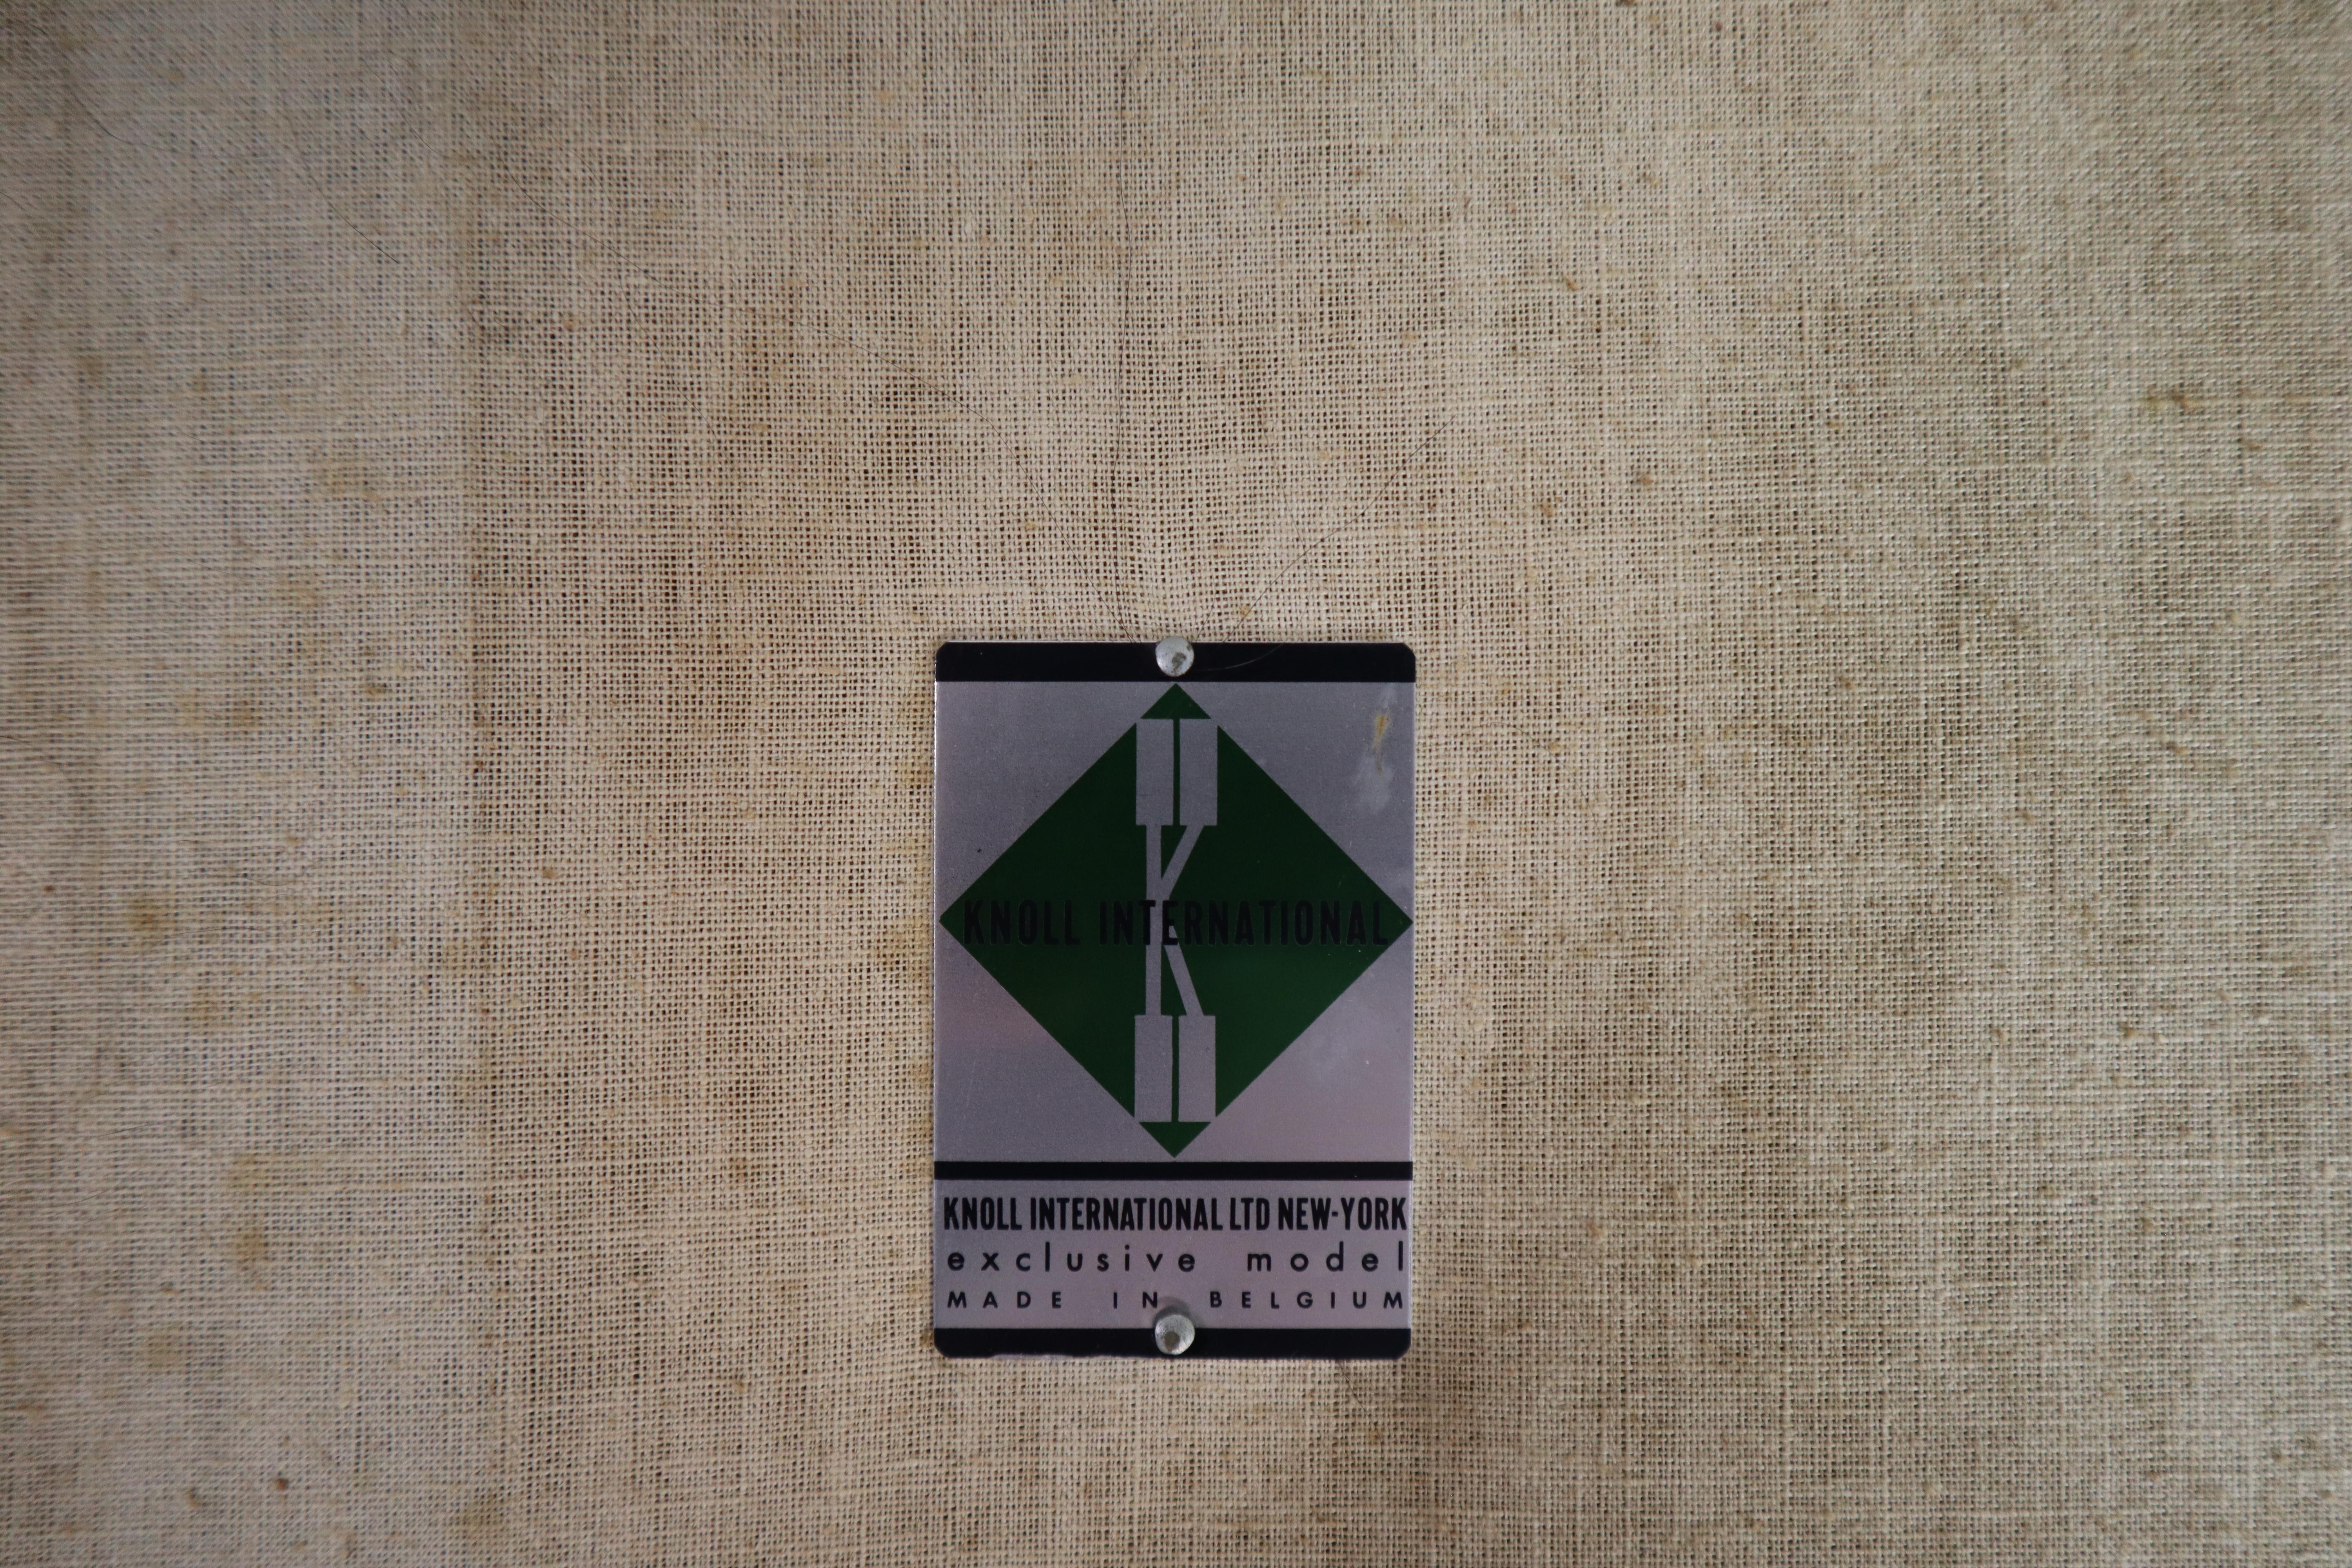 K
KNOLL INTERNATIONAL
KNOLL INTERNATIONAL LTD NEW-YORK
exclusive model
MADE IN BELGIUM